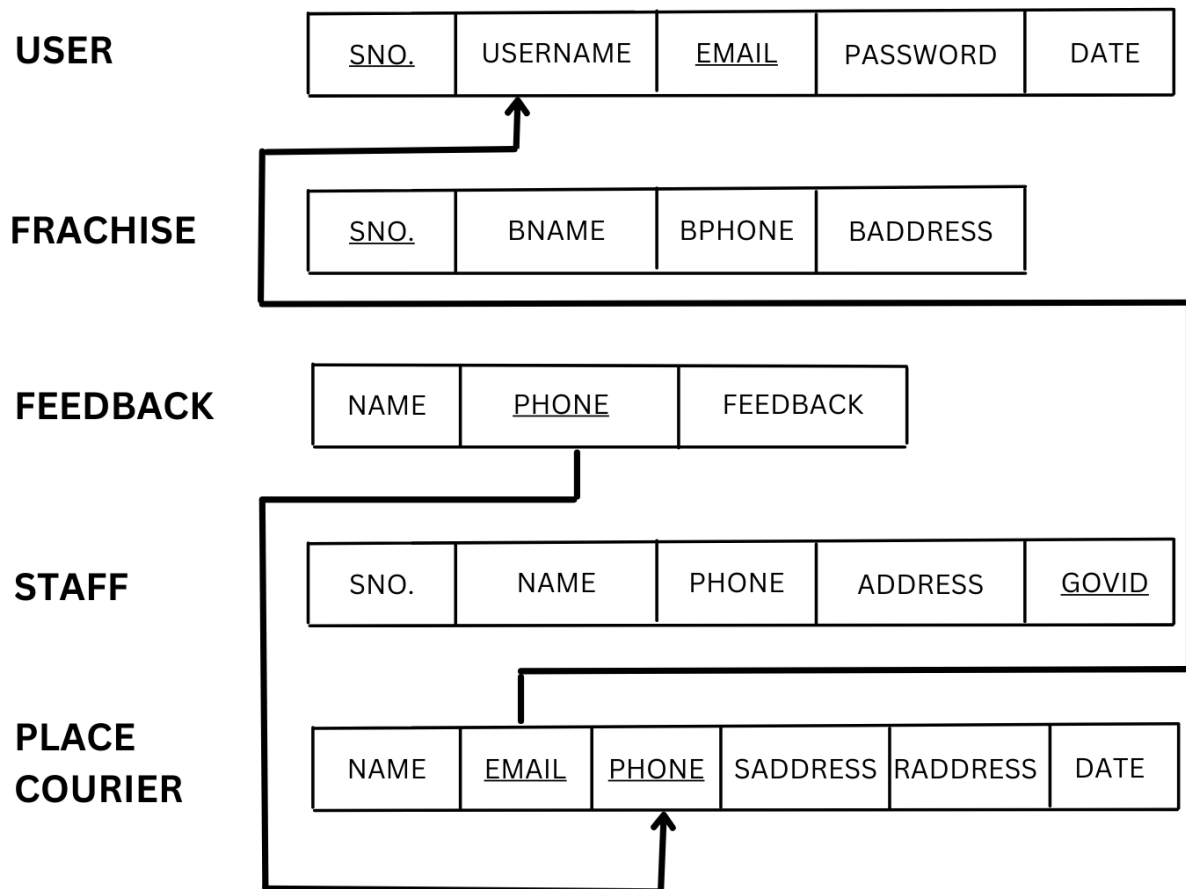 USER
SNO. USERNAME EMAIL PASSWORD DATE
FRACHISE
SNO. BNAME BPHONE BADDRESS
FEEDBACK
NAME PHONE FEEDBACK
STAFF
SNO. NAME PHONE ADDRESS GOVID
PLACE
COURIER
NAME EMAIL PHONE SADDRESS RADDRESS DATE